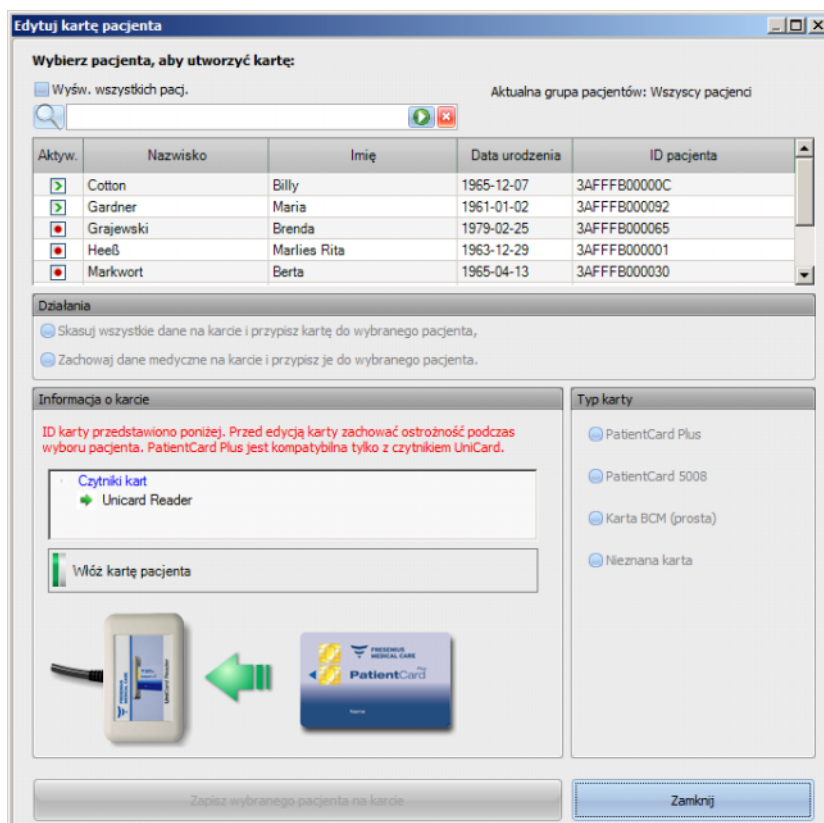 Edytuj kartę pacjenta
Wybierz pacjenta, aby utworzyć kartę:
Wyśw. wszystkich pacj.
Aktualna grupa pacjentów: Wszyscy pacjenci
Aktyw. Nazwisko Imię Data urodzenia ID pacjenta
Cotton Billy 1965-12-07 3AFFFB00000C
Gardner Maria 1961-01-02 3AFFFB000092
Grajewski Brenda 1979-02-25 3AFFFB000065
Heeß Marlies Rita 1963-12-29 3AFFFB000001
Markwort Berta 1965-04-13 3AFFFB000030
Działania
Skasuj wszystkie dane na karcie i przypisz kartę do wybranego pacjenta,
Zachowaj dane medyczne na karcie i przypisz je do wybranego pacjenta.
Informacja o karcie
ID karty przedstawiono poniżej. Przed edycją karty zachować ostrożność podczas
wyboru pacjenta. PatientCard Plus jest kompatybilna tylko z czytnikiem UniCard.
Czytniki kart
Unicard Reader
Włóż kartę pacjenta
UniCard Reader
FRESENIUS
MEDICAL CARE
PatientCard Plus
Name
Typ karty
PatientCard Plus
PatientCard 5008
Karta BCM (prosta)
Nieznana karta
Zapisz wybranego pacjenta na karcie
Zamknij